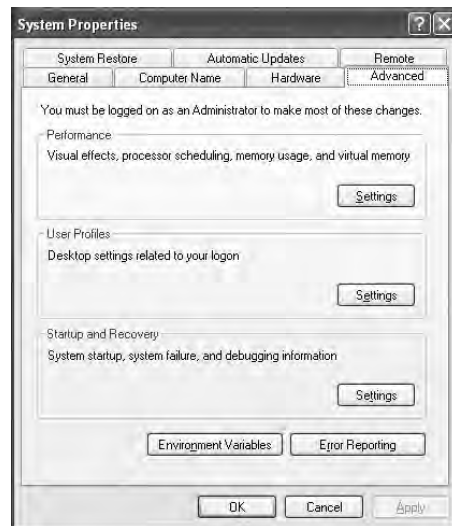 System Properties
System Restore Automatic Updates Remote
General Computer Name Hardware Advanced
You must be logged on as an Administrator to make most of these changes.
Performance
Visual effects, processor scheduling, memory usage, and virtual memory
Settings
User Profiles
Desktop settings related to your logon
Settings
Startup and Recovery
System startup, system failure, and debugging information
Settings
Environment Variables Error Reporting
OK Cancel Apply